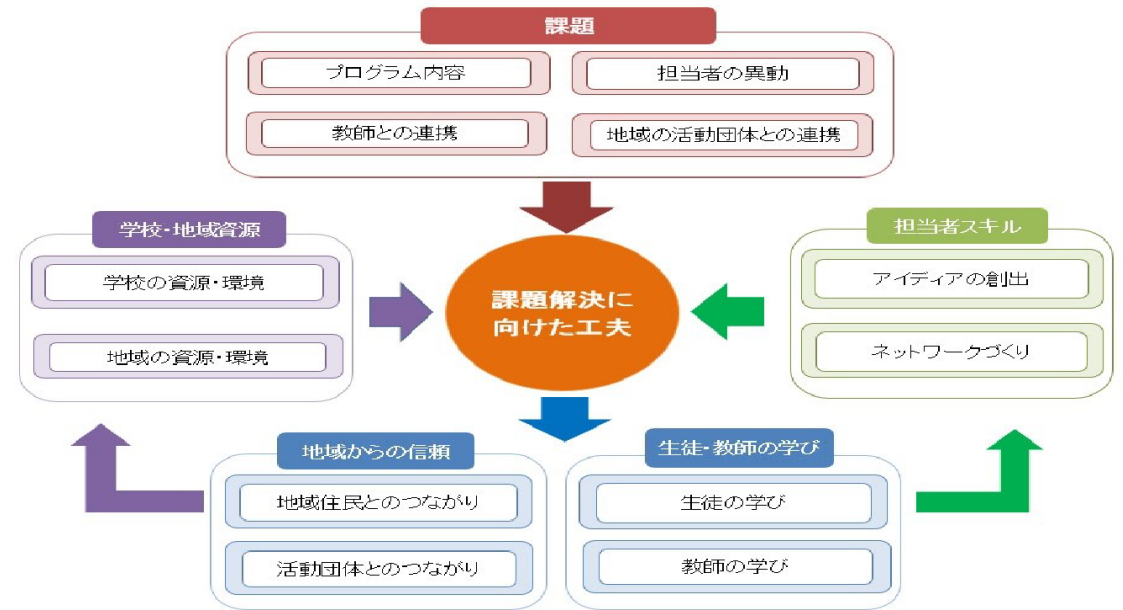 課題
プログラム内容
担当者の異動
教師との連携
地域の活動団体との連携
学校・地域資源
学校の資源・環境
地域の資源・環境
課題解決に
向けた工夫
担当者スキル
アイディアの創出
ネットワークづくり
地域からの信頼
地域住民とのつながり
活動団体とのつながり
生徒・教師の学び
生徒の学び
教師の学び